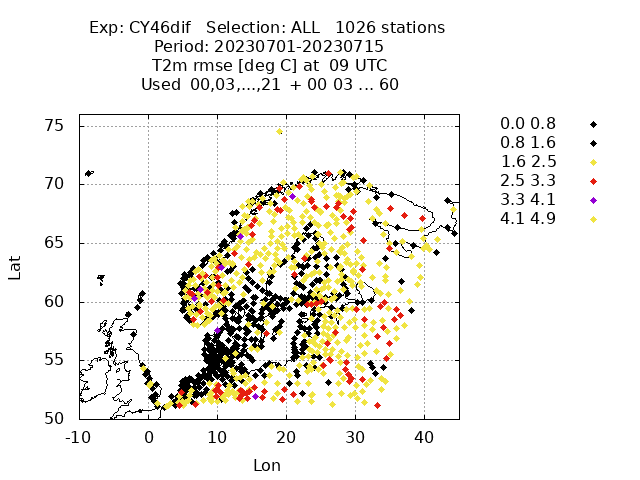 Exp: CY46dif   Selection: ALL   1026 stations
Period: 20230701-20230715
T2m rmse [deg C] at  09 UTC
Used  00,03,...,21  + 00 03 ... 60
0.0 0.8
0.8 1.6
1.6 2.5
2.5 3.3
3.3 4.1
4.1 4.9
75
70
65
60
55
50
Lat
-10 0 10 20 30 40
Lon